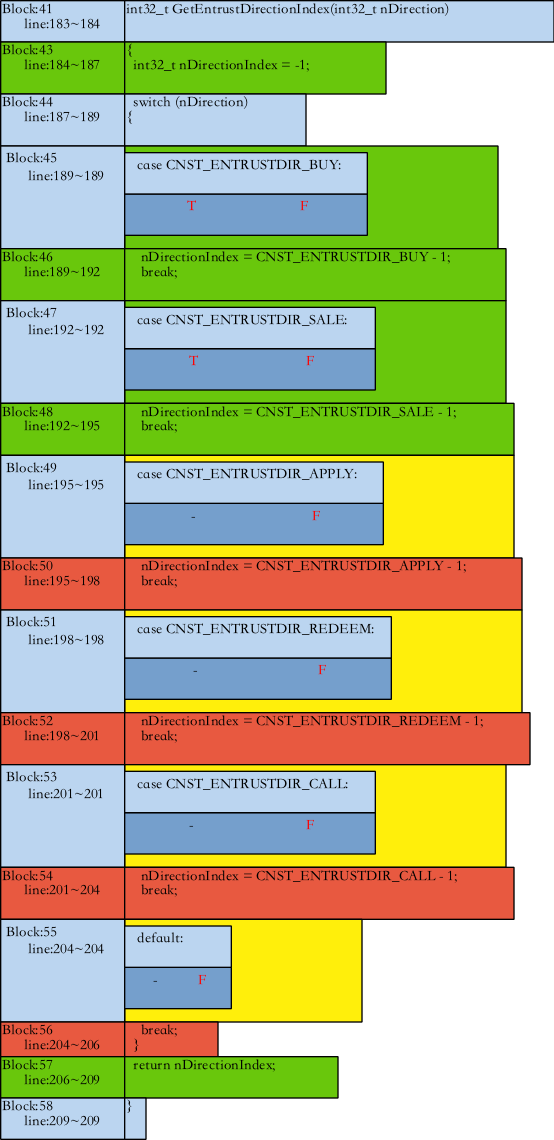 Block:41 int32_t GetEntrustDirectionIndex(int32_t nDirection)
line:183~184
Block:43 {
line:184~187 int32_t nDirectionIndex = -1;
Block:44 switch (nDirection)
line:187~189 {
Block:45 case CNST_ENTRUSTDIR_BUY:
line:189~189
T F
Block:46 nDirectionIndex = CNST_ENTRUSTDIR_BUY - 1;
line:189~192 break;
Block:47 case CNST_ENTRUSTDIR_SALE:
line:192~192
T F
Block:48 nDirectionIndex = CNST_ENTRUSTDIR_SALE - 1;
line:192~195 break;
Block:49 case CNST_ENTRUSTDIR_APPLY:
line:195~195
- F
Block:50 nDirectionIndex = CNST_ENTRUSTDIR_APPLY - 1;
line:195~198 break;
Block:51 case CNST_ENTRUSTDIR_REDEEM:
line:198~198
- F
Block:52 nDirectionIndex = CNST_ENTRUSTDIR_REDEEM - 1;
line:198~201 break;
Block:53 case CNST_ENTRUSTDIR_CALL:
line:201~201
- F
Block:54 nDirectionIndex = CNST_ENTRUSTDIR_CALL - 1;
line:201~204 break;
Block:55 default:
line:204~204
- F
Block:56 break;
line:204~206 }
Block:57 return nDirectionIndex;
line:206~209
Block:58 }
line:209~209